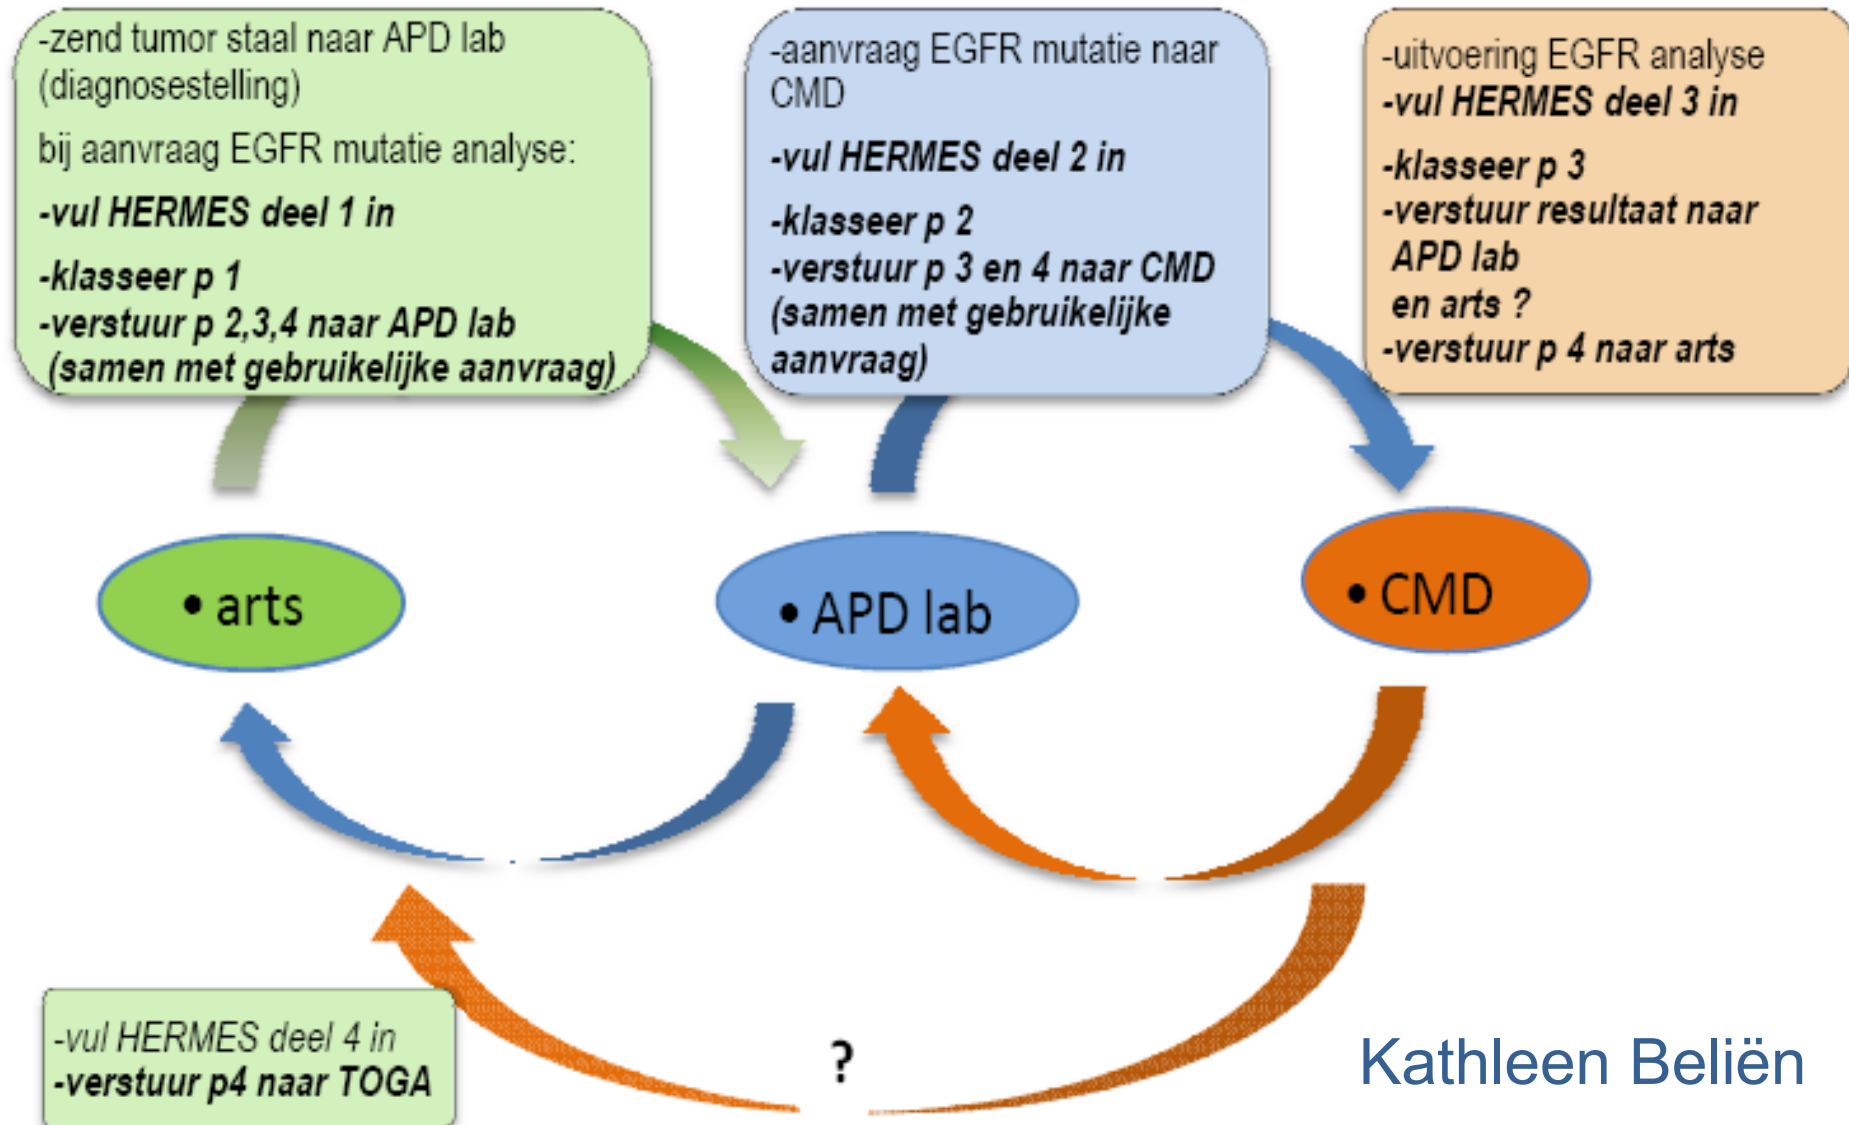 -zend tumor staal naar APD lab
(diagnosestelling)
bij aanvraag EGFR mutatie analyse:
-vul HERMES deel 1 in
-klasseer p 1
-verstuur p 2,3,4 naar APD lab
(samen met gebruikelijke aanvraag)
-aanvraag EGFR mutatie naar
CMD
-vul HERMES deel 2 in
-klasseer p 2
-verstuur p 3 en 4 naar CMD
(samen met gebruikelijke
aanvraag)
-uitvoering EGFR analyse
-vul HERMES deel 3 in
-klasseer p 3
-verstuur resultaat naar
APD lab
en arts ?
-verstuur p 4 naar arts
• arts
• APD lab
• CMD
-vul HERMES deel 4 in
-verstuur p4 naar TOGA
?
Kathleen Beliën